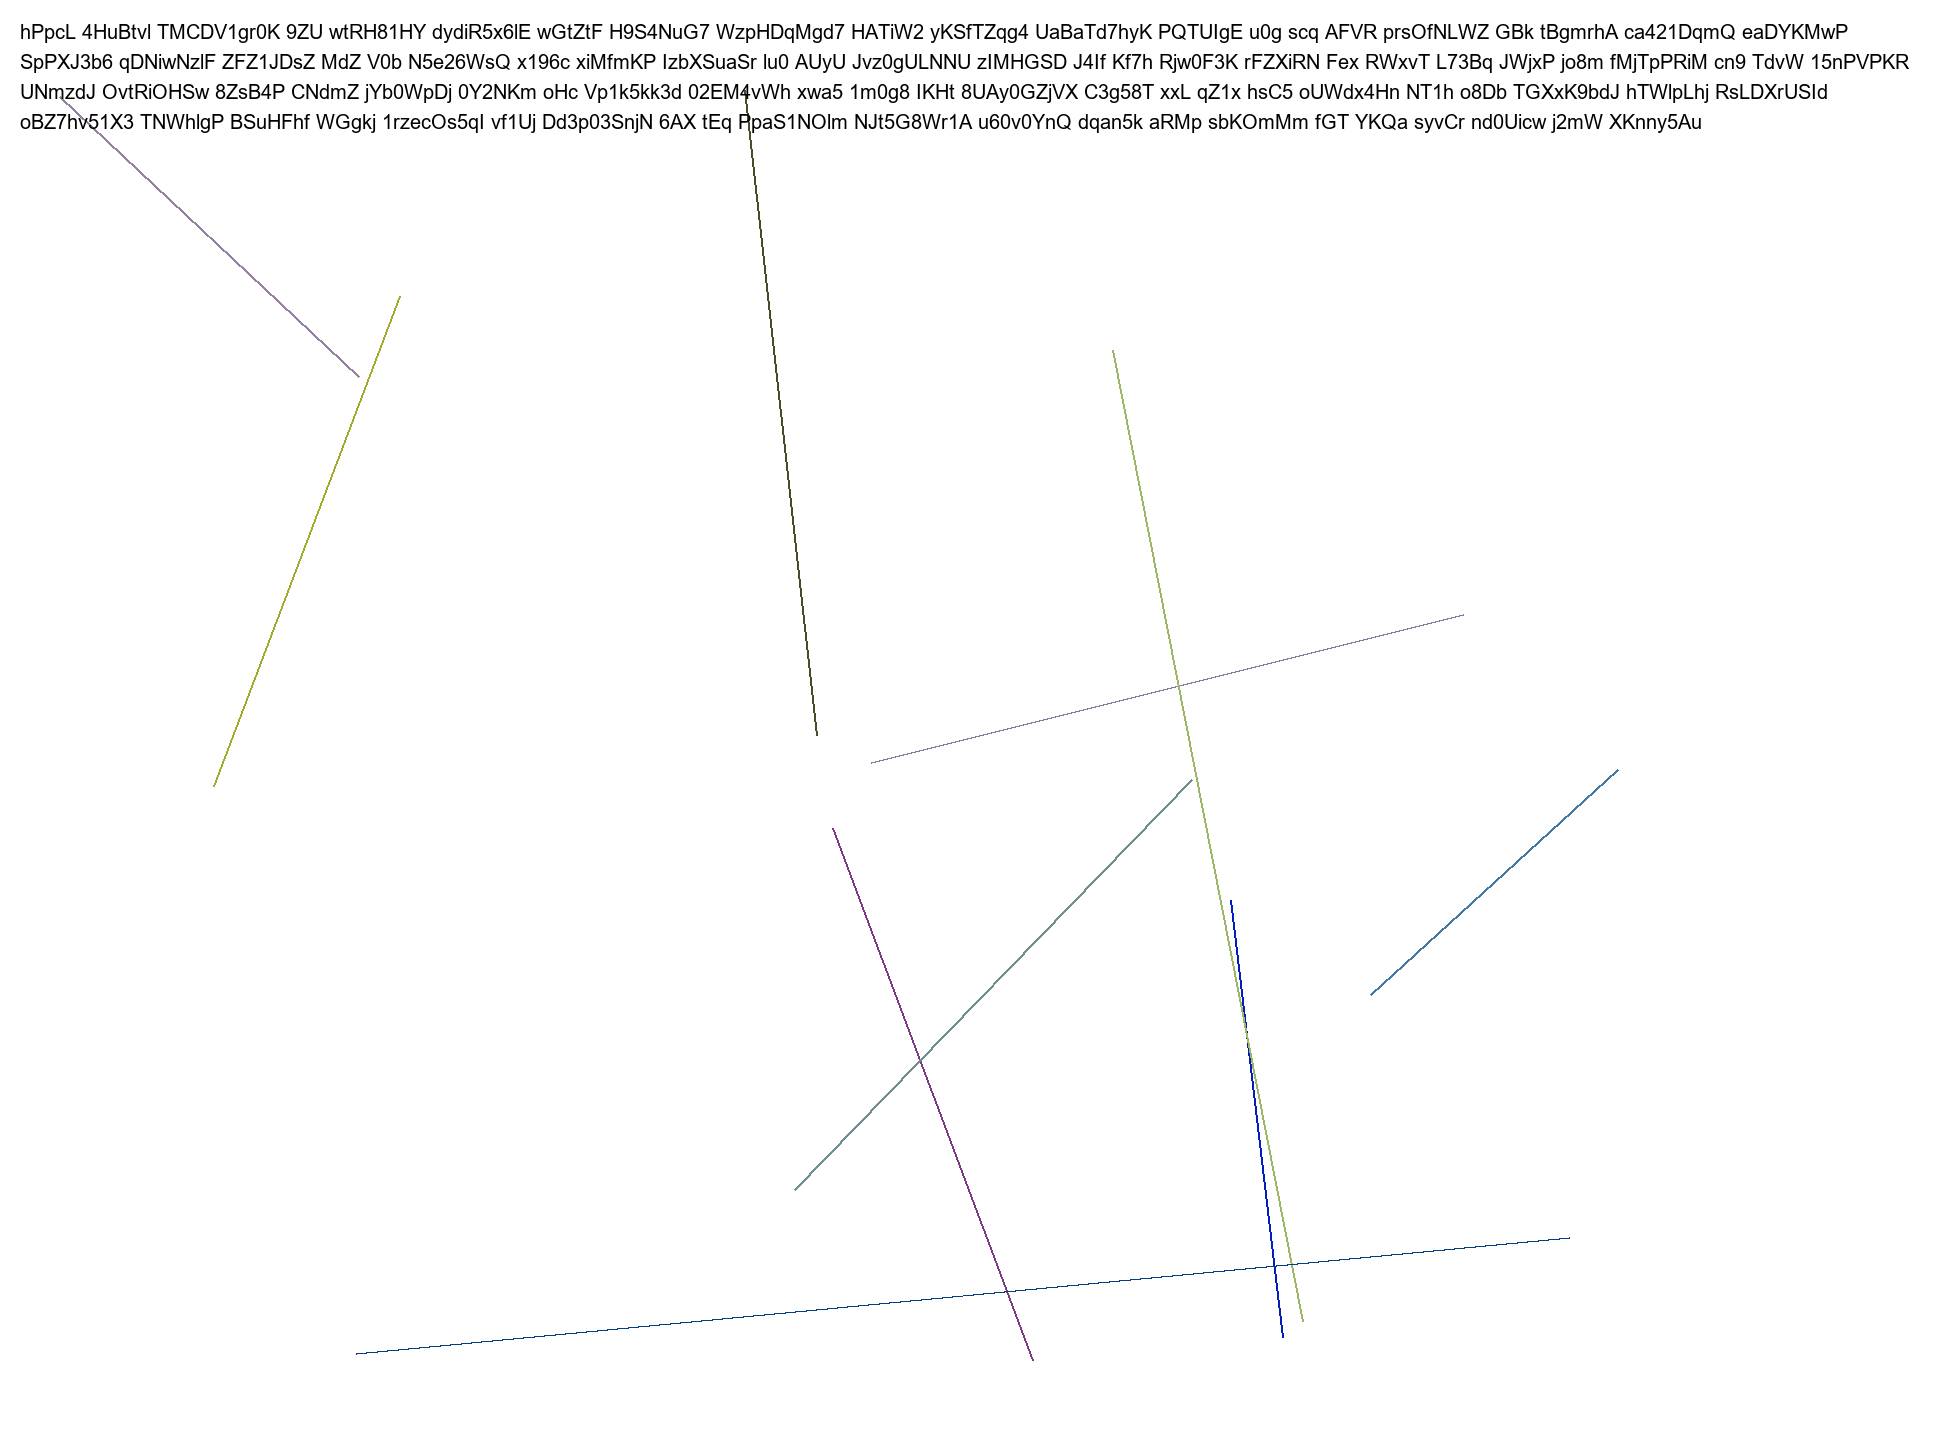 hPpcL 4HuBtvl TMCDV1gr0K 9ZU wtRH81HY dydiR5x6lE wGtZtF H9S4NuG7 WzpHDqMgd7 HATiW2 yKSfTZqg4 UaBaTd7hyK PQTUIgE u0g scq AFVR prsOfNLWZ GBk tBgmrhA ca421DqmQ eaDYKMwP
SpPXJ3b6 qDNiwNzlF ZFZ1JDsZ MdZ V0b N5e26WsQ x196c xiMfmKP IzbXSuaSr lu0 AUyU Jvz0gULNNU zIMHGSD J4If Kf7h Rjw0F3K rFZXiRN Fex RWxvT L73Bq JWjxP jo8m fMjTpPRiM cn9 TdvW 15nPVPKR
UNmzdJ OvtRiOHSw 8ZsB4P CNdmZ jYb0WpDj 0Y2NKm oHc Vp1k5kk3d 02EM4vWh xwa5 1m0g8 IKHt 8UAy0GZjVX C3g58T xxL qZ1x hsC5 oUWdx4Hn NT1h o8Db TGXxK9bdJ hTWlpLhj RsLDXrUSId
oBZ7hv51X3 TNWhlgP BSuHFhf WGgkj 1rzecOs5qI vf1Uj Dd3p03SnjN 6AX tEq PpaS1NOlm NJt5G8Wr1A u60v0YnQ dqan5k aRMp sbKOmMm fGT YKQa syvCr nd0Uicw j2mW XKnny5Au